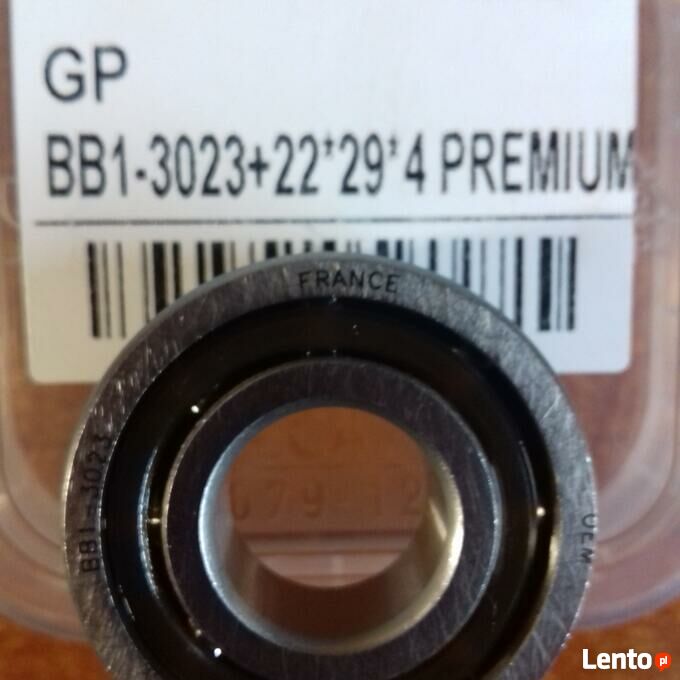 GP
BB1-3023+22*29*4 PREMIUM
FRANCE
BB1-3023
OEM
Lento.pl